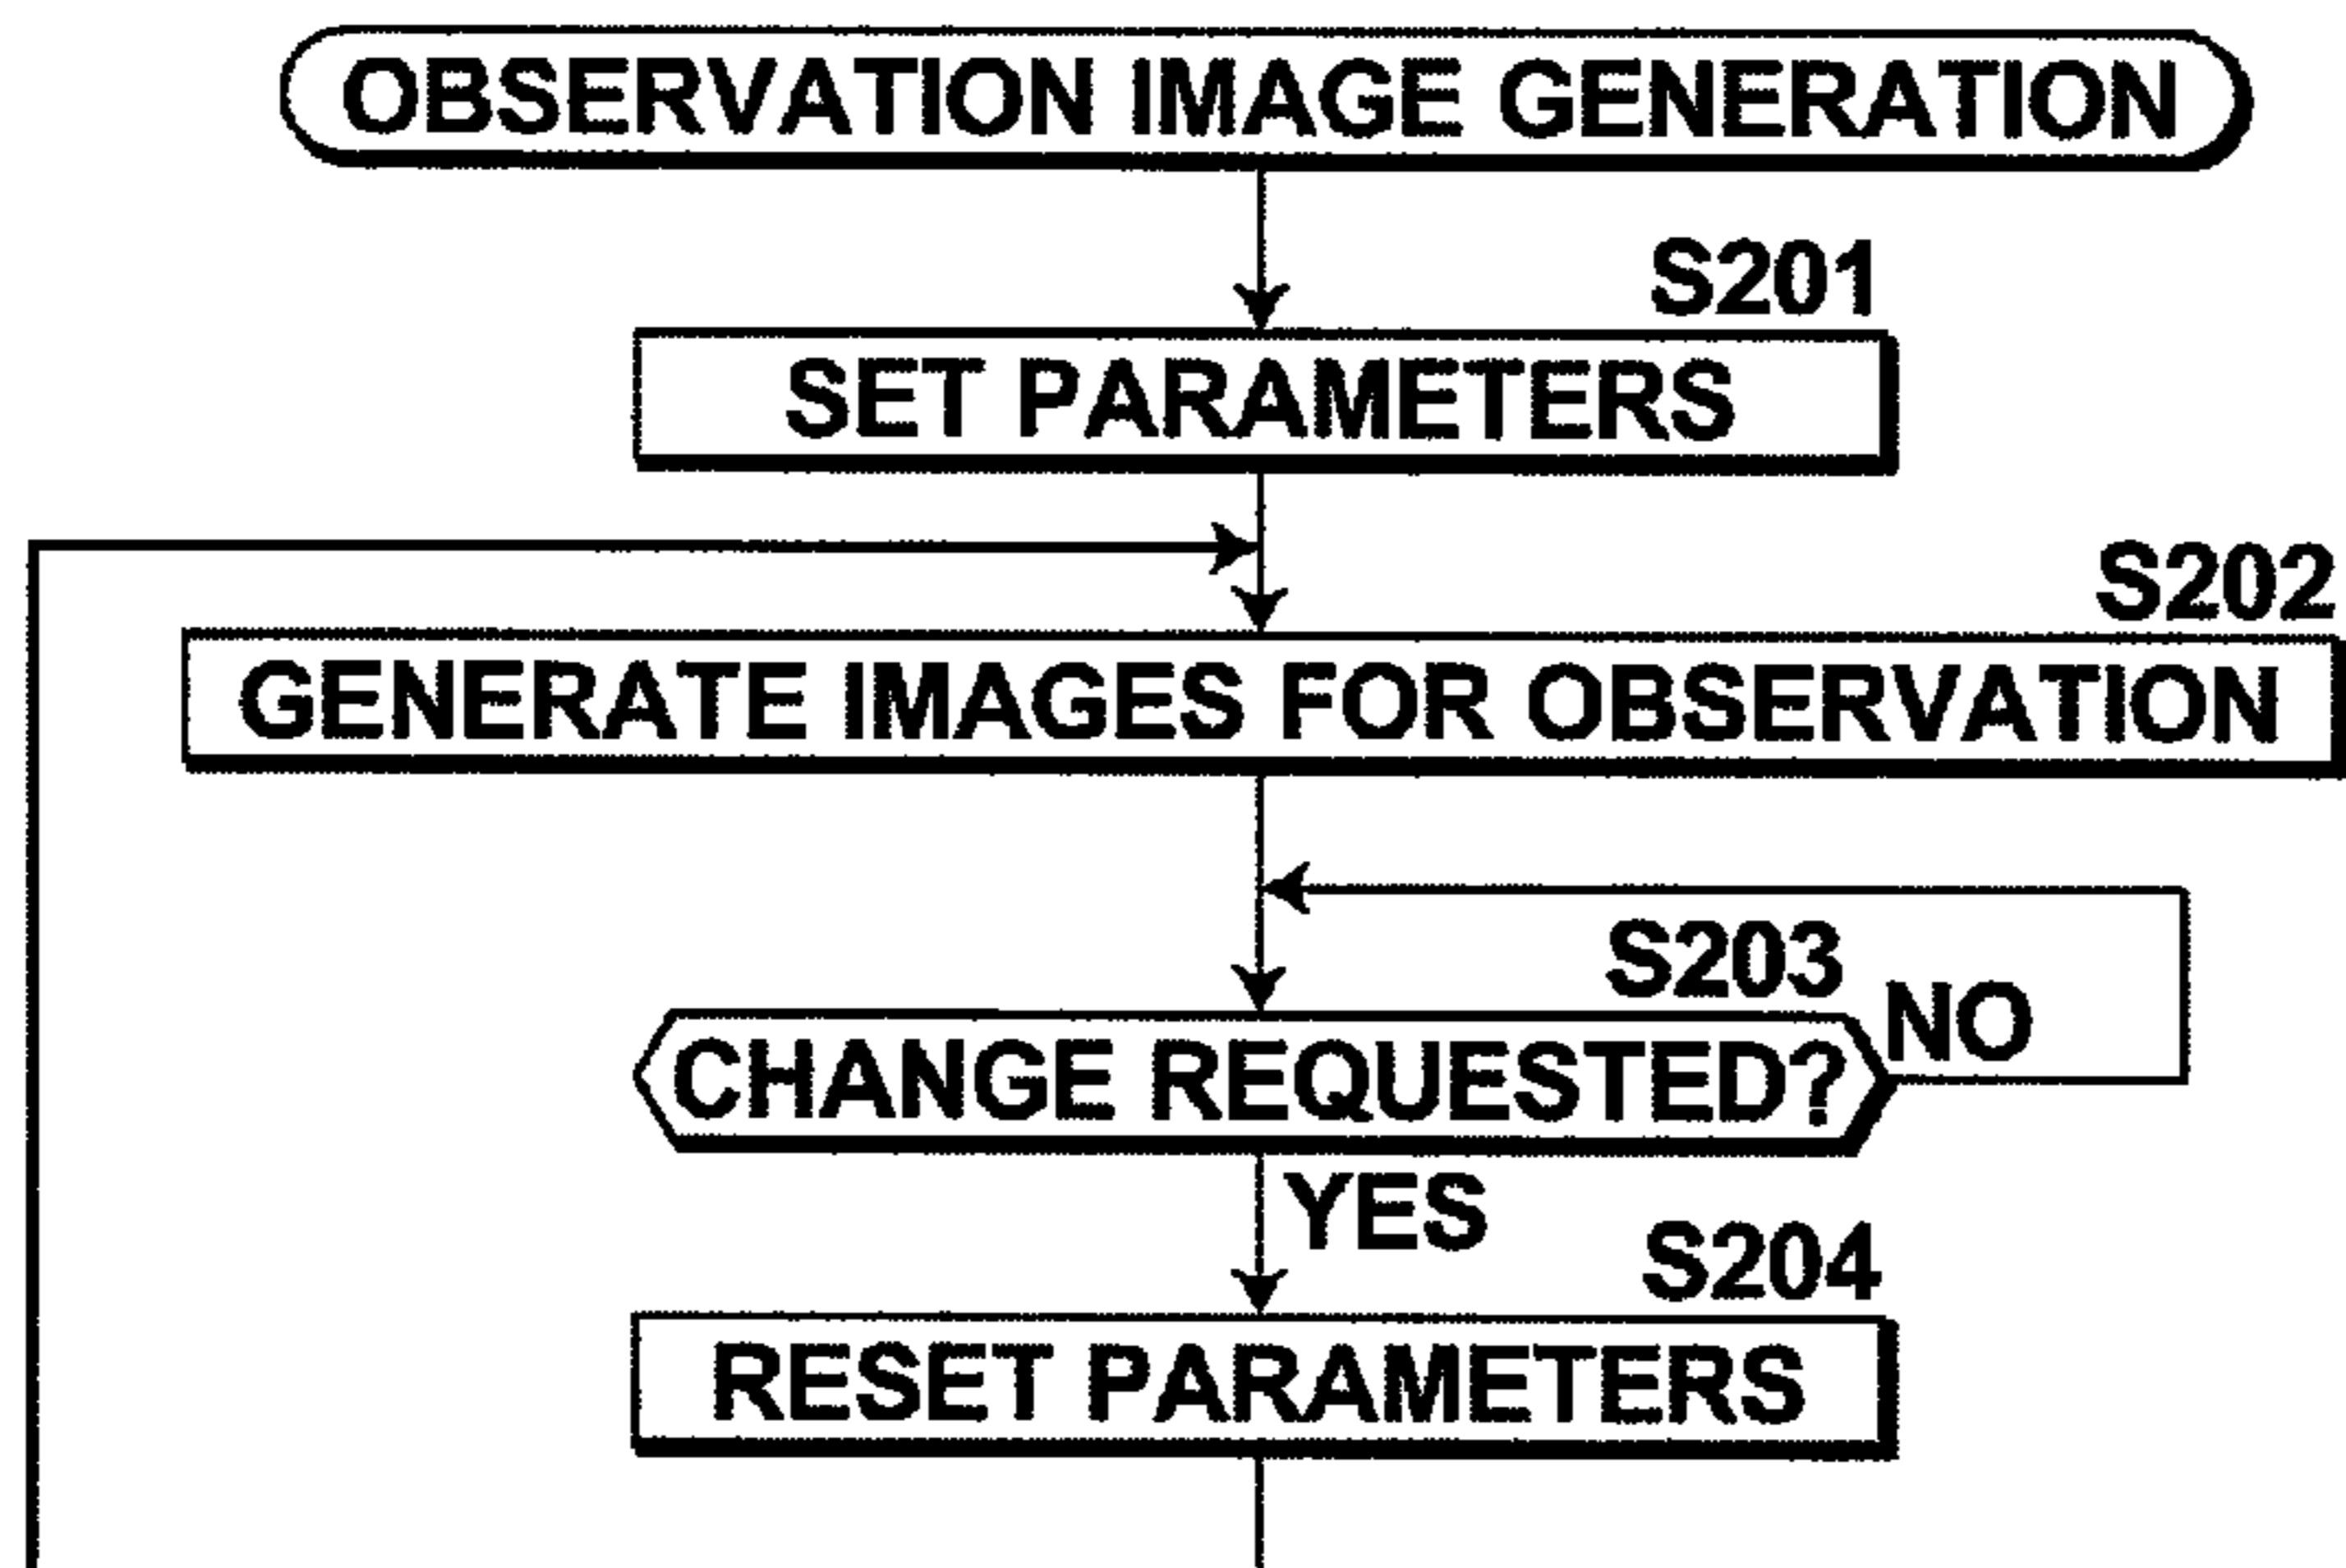 OBSERVATION IMAGE GENERATION
S201
SET PARAMETERS
S202
GENERATE IMAGES FOR OBSERVATION
S203
NO
CHANGE REQUESTED?
YES
S204
RESET PARAMETERS